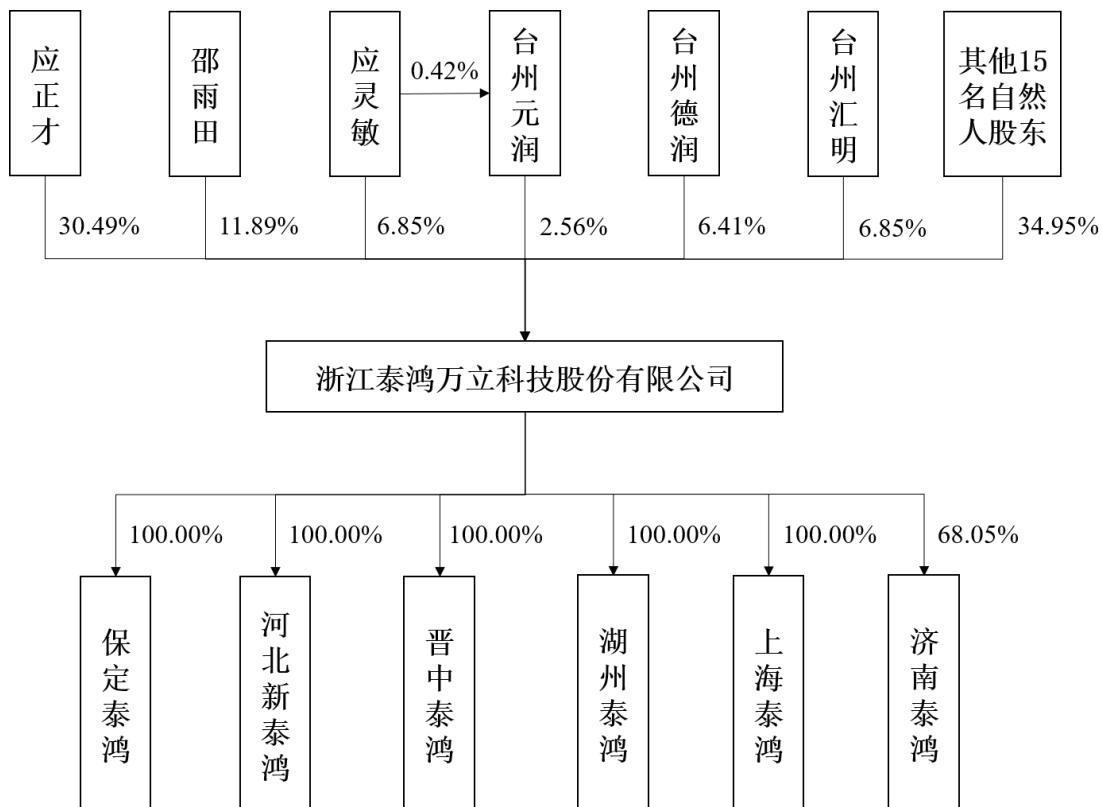 应正才
邵雨田
应灵敏
0.42%
台州元润
台州德润
台州汇明
其他15
名自然
人股东
30.49%
11.89%
6.85%
2.56%
6.41%
6.85%
34.95%
浙江泰鸿万立科技股份有限公司
100.00%
100.00%
100.00%
100.00%
100.00%
68.05%
保定泰鸿
河北新泰鸿
晋中泰鸿
湖州泰鸿
上海泰鸿
济南泰鸿